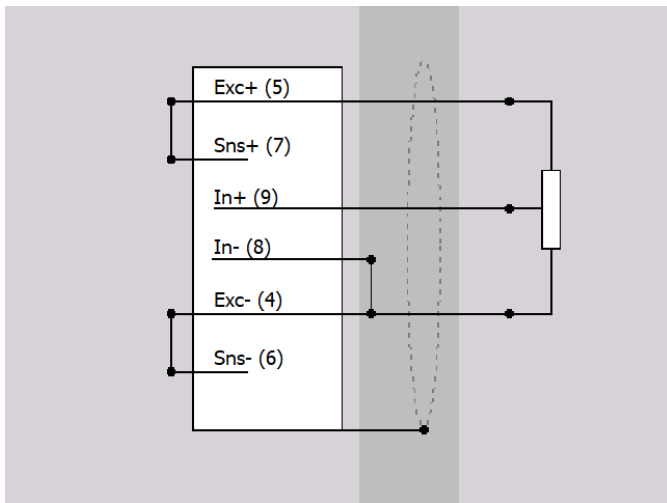 Exc+ (5)
Sns+ (7)
In+ (9)
In- (8)
Exc- (4)
Sns- (6)